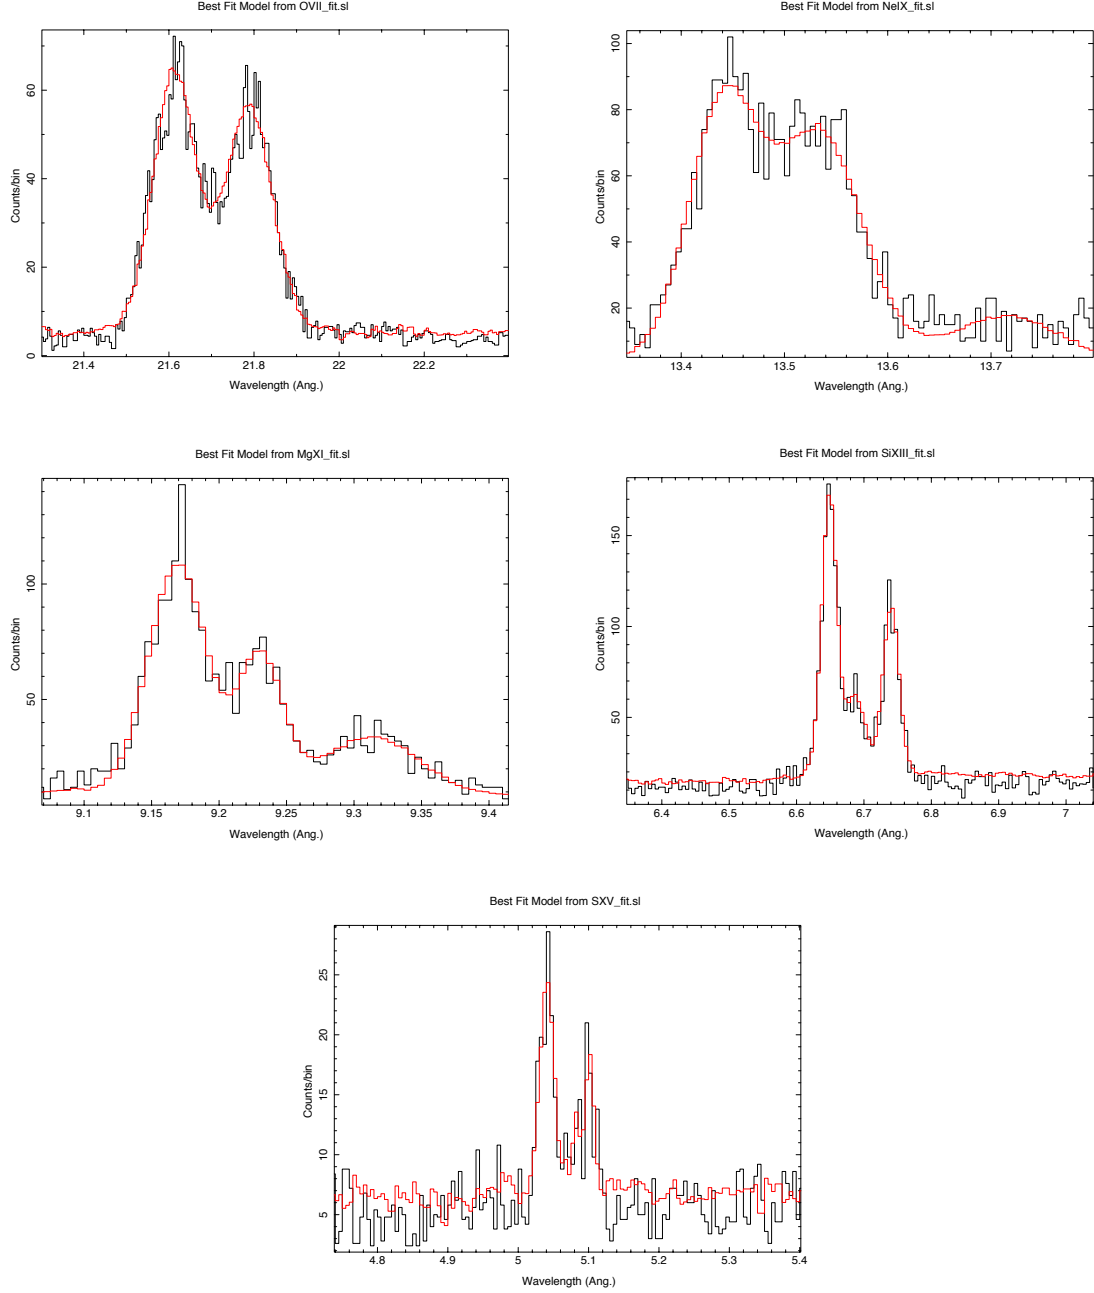 Best Fit Model from OVII_fit.sl
Counts/bin
0 20 40 60
21.4 21.6 21.8 22 22.2
Wavelength (Ang.)
Best Fit Model from NeIX_fit.sl
Counts/bin
20 40 60 80 100
13.4 13.5 13.6 13.7
Wavelength (Ang.)
Best Fit Model from MgXI_fit.sl
Counts/bin
50 100
9.1 9.15 9.2 9.25 9.3 9.35 9.4
Wavelength (Ang.)
Best Fit Model from SiXIII_fit.sl
Counts/bin
50 100 150
6.4 6.5 6.6 6.7 6.8 6.9 7
Wavelength (Ang.)
Best Fit Model from SXV_fit.sl
Counts/bin
5 10 15 20 25
4.8 4.9 5 5.1 5.2 5.3 5.4
Wavelength (Ang.)